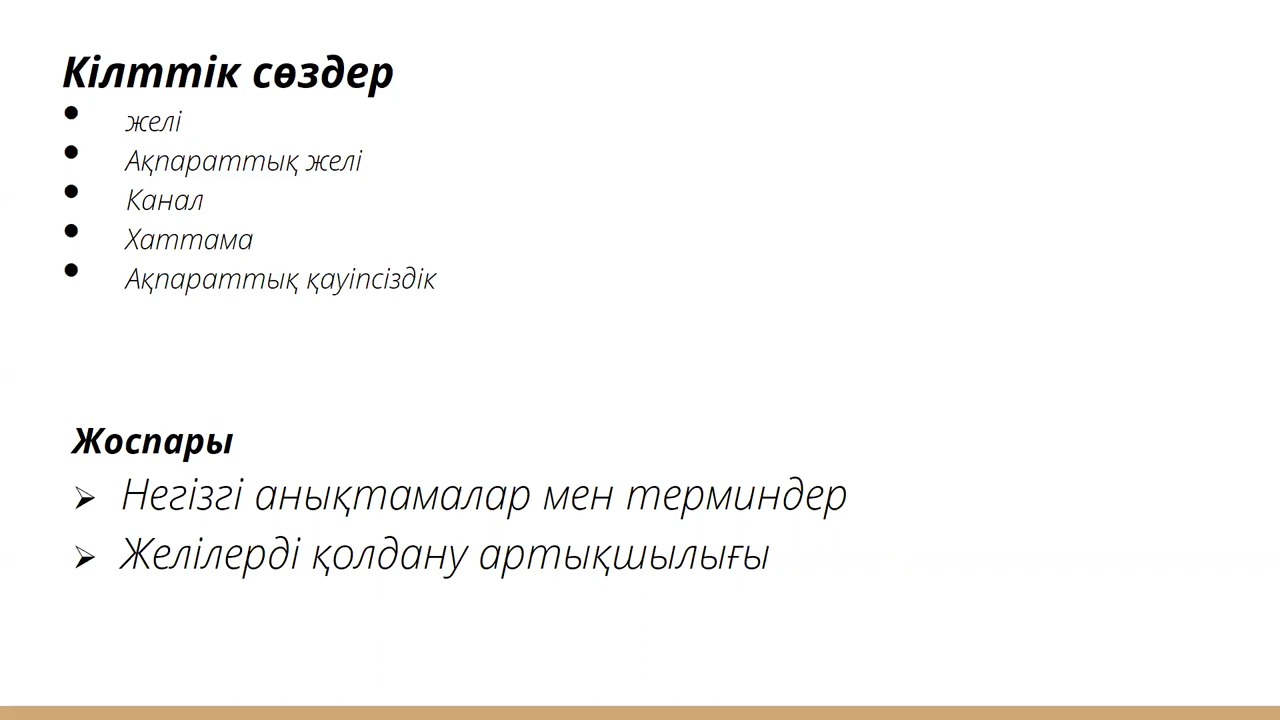 Кілттік сөздер
• желі
• Ақпараттық желі
• Канал
• Хаттама
• Ақпараттық қауіпсіздік
Жоспары
➢ Негізгі анықтамалар мен терминдер
➢ Желілерді қолдану артықшылығы